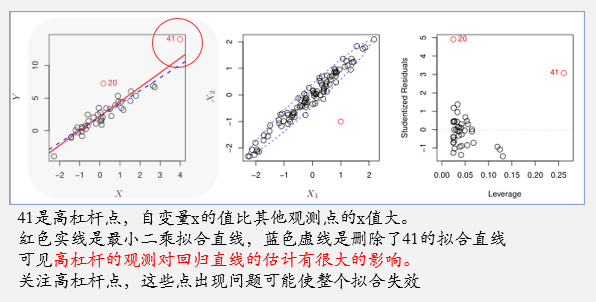 41
20
Y
10
5
0
−2 −1 0 1 2 3 4
X
X2
2
1
0
−1
−2
−2 −1 0 1 2
X1
Studentized Residuals
5
4
3
2
1
0
−1
20
41
0.00 0.05 0.10 0.15 0.20 0.25
Leverage
41是高杠杆点，自变量x的值比其他观测点的x值大。
红色实线是最小二乘拟合直线，蓝色虚线是删除了41的拟合直线
可见高杠杆的观测对回归直线的估计有很大的影响。
关注高杠杆点，这些点出现问题可能使整个拟合失效